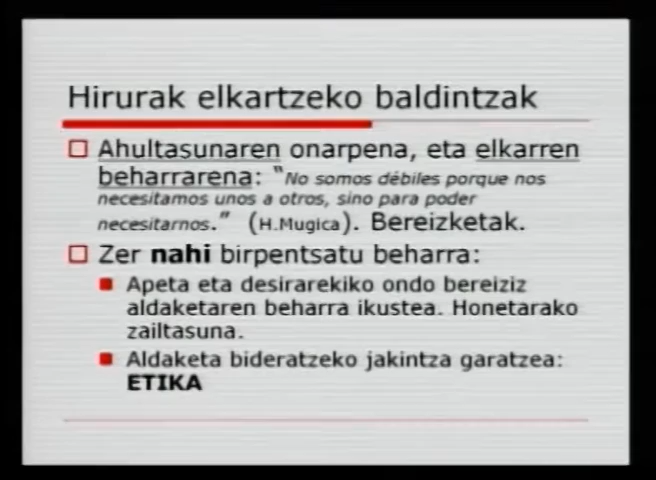 Hirurak elkartzeko baldintzak
Ahultasunaren onarpena, eta elkarren
beharrarena: "No somos débiles porque nos
necesitamos unos a otros, sino para poder
necesitarnos." (H.Mugica). Bereizketak.
Zer nahi birpentsatu beharra:
Apeta eta desirarekiko ondo bereiziz
aldaketaren beharra ikustea. Honetarako
zailtasuna.
Aldaketa bideratzeko jakintza garatzea:
ETIKA